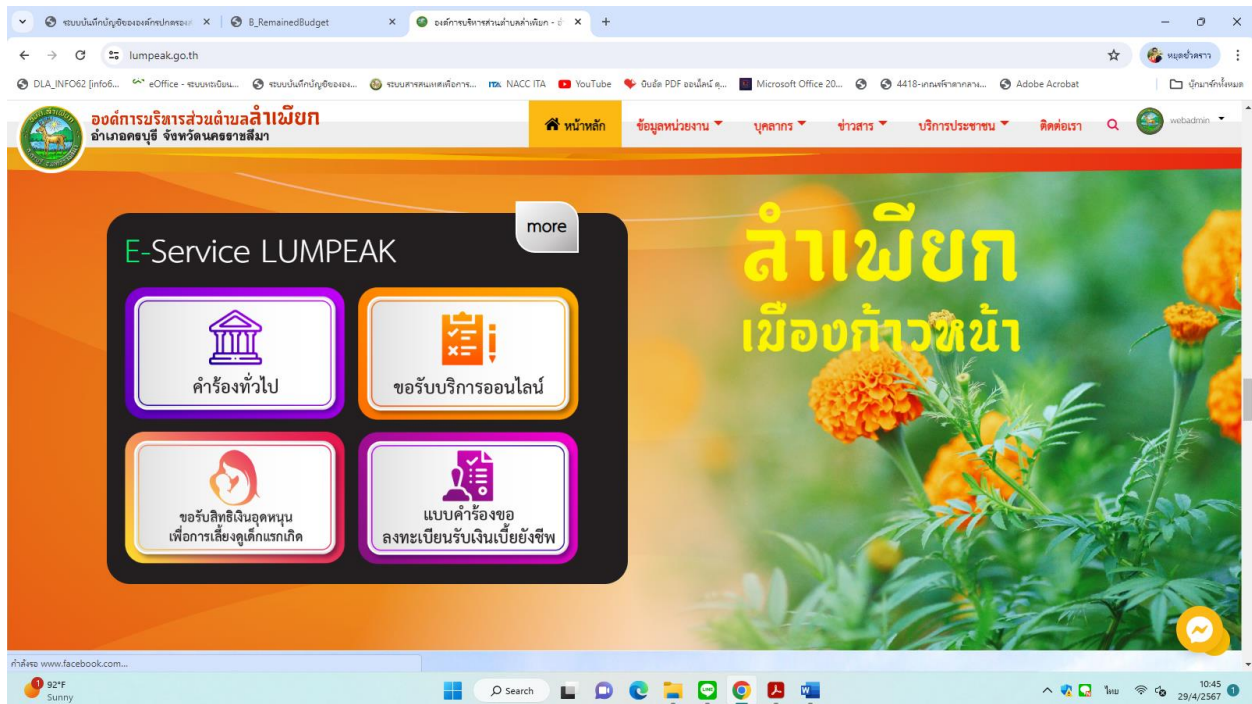 ระบบบันทึกบัญชีขององค์กรปกครองส
B_RemainedBudget
องค์การบริหารส่วนตำบลลำเพียก - อำ
lumpeak.go.th
หยุดชั่วคราว
DLA_INFO62 [info6...
eOffice - ระบบทะเบียน...
ระบบบันทึกบัญชีขององ...
ระบบสารสนเทศเพื่อการ...
ITA NACC ITA
YouTube
บีบอัด PDF ออนไลน์ ดู...
Microsoft Office 20...
4418-เกณฑ์ราคากลาง...
Adobe Acrobat
บุ๊กมาร์กทั้งหมด
องค์การบริหารส่วนตำบลลำเพียก
อำเภอครบุรี จังหวัดนครราชสีมา
หน้าหลัก
ข้อมูลหน่วยงาน
บุคลากร
ข่าวสาร
บริการประชาชน
ติดต่อเรา
webadmin
more
E-Service LUMPEAK
คำร้องทั่วไป
ขอรับบริการออนไลน์
ขอรับสิทธิเงินอุดหนุน
เพื่อการเลี้ยงดูเด็กแรกเกิด
แบบคำร้องขอ
ลงทะเบียนรับเงินเบี้ยยังชีพ
ลำเพียก
เมืองก้าวหน้า
กำลังรอ www.facebook.com...
1
92°F
Sunny
Search
LINE
ไทย
10:45
29/4/2567
1